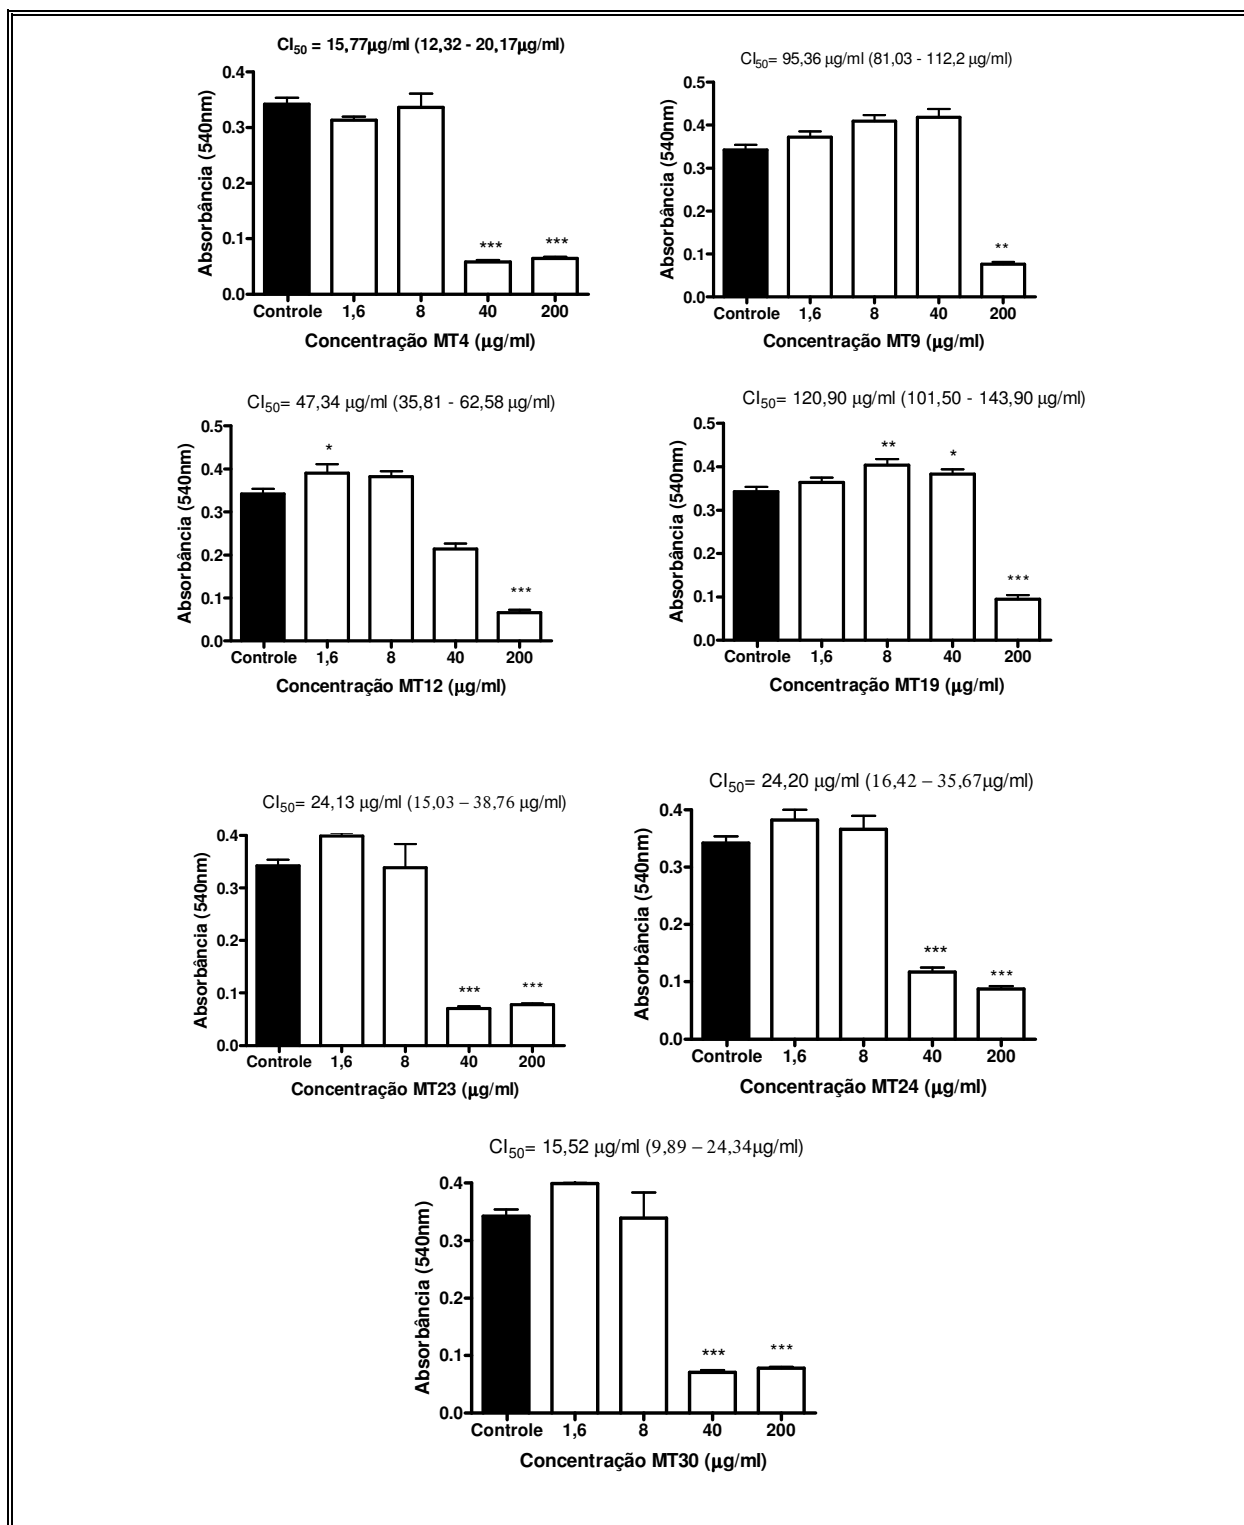 CI50 = 15,77µg/ml (12,32 - 20,17µg/ml)
Absorbância (540nm)
0.4
0.3
0.2
0.1
0.0
*** ***
Controle 1,6 8 40 200
Concentração MT4 (µg/ml)
CI50= 95,36 µg/ml (81,03 - 112,2 µg/ml)
Absorbância (540nm)
0.5
0.4
0.3
0.2
0.1
0.0
**
Controle 1,6 8 40 200
Concentração MT9 (µg/ml)
CI50= 47,34 µg/ml (35,81 - 62,58 µg/ml)
Absorbância (540nm)
0.5
0.4
0.3
0.2
0.1
0.0
*
***
Controle 1,6 8 40 200
Concentração MT12 (µg/ml)
CI50= 120,90 µg/ml (101,50 - 143,90 µg/ml)
Absorbância (540nm)
0.5
0.4
0.3
0.2
0.1
0.0
** *
***
Controle 1,6 8 40 200
Concentração MT19 (µg/ml)
CI50= 24,13 µg/ml (15,03 – 38,76 µg/ml)
Absorbância (540nm)
0.4
0.3
0.2
0.1
0.0
*** ***
Controle 1,6 8 40 200
Concentração MT23 (µg/ml)
CI50= 24,20 µg/ml (16,42 – 35,67µg/ml)
Absorbância (540nm)
0.4
0.3
0.2
0.1
0.0
*** ***
Controle 1,6 8 40 200
Concentração MT24 (µg/ml)
CI50= 15,52 µg/ml (9,89 – 24,34µg/ml)
Absorbância (540nm)
0.4
0.3
0.2
0.1
0.0
*** ***
Controle 1,6 8 40 200
Concentração MT30 (µg/ml)